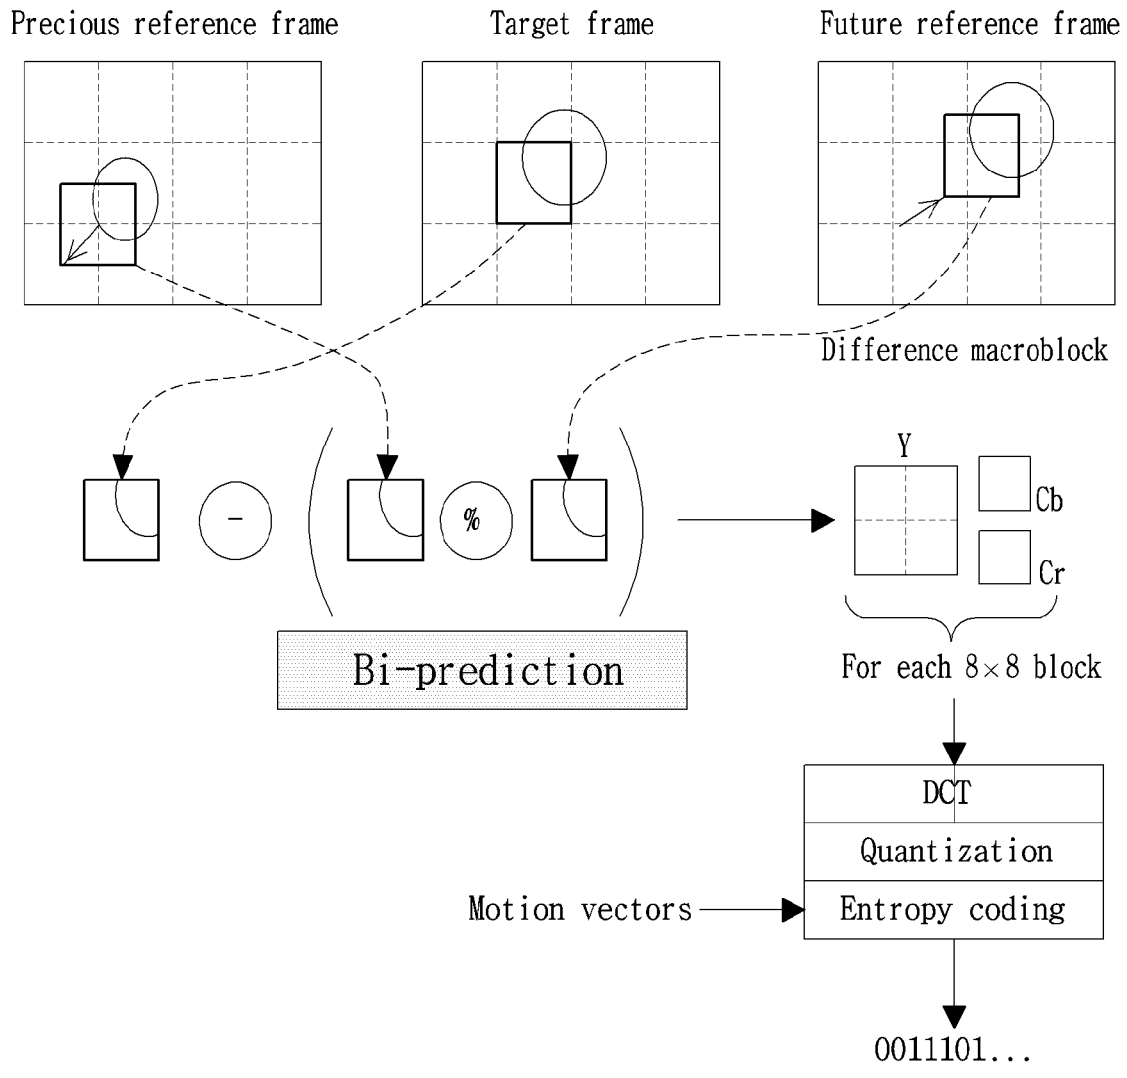 Precious reference frame
Target frame
Future reference frame
Difference macroblock
Y
Cb
Cr
-
%
Bi-prediction
For each 8×8 block
DCT
Quantization
Motion vectors
Entropy coding
0011101...